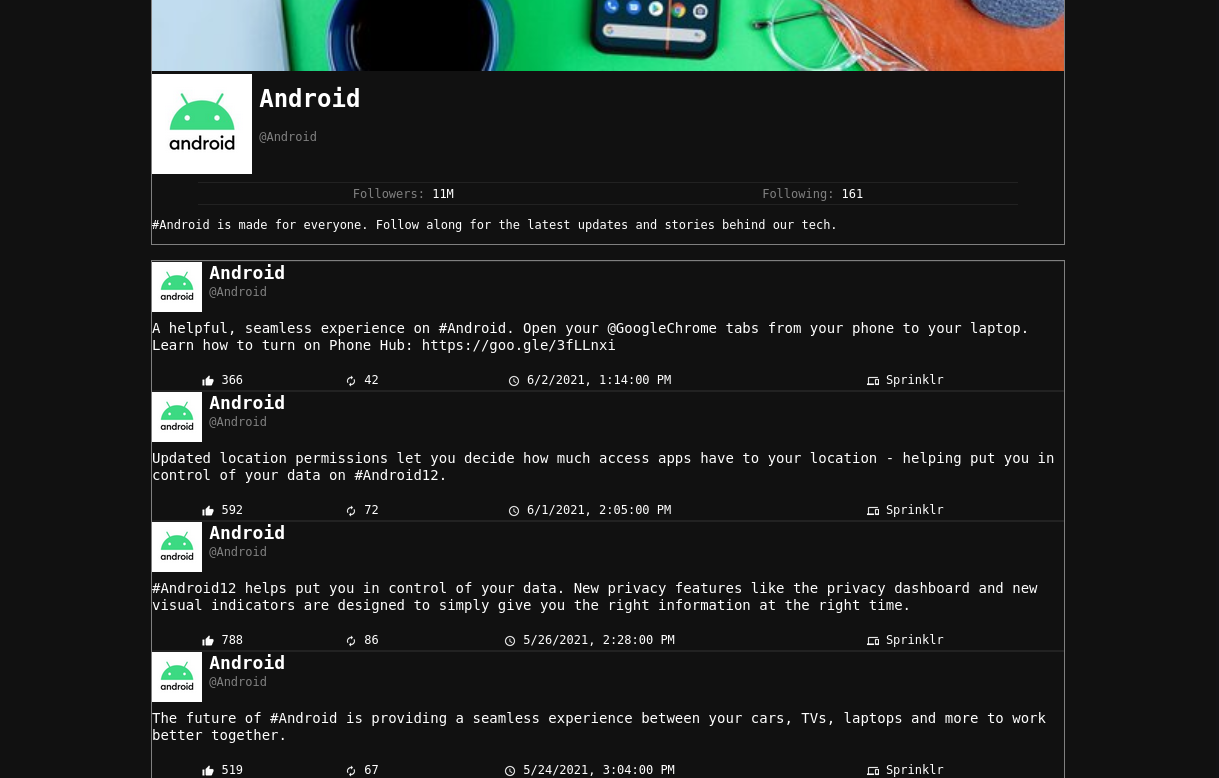 android
Android
@Android
Followers: 11M
Following: 161
#Android is made for everyone. Follow along for the latest updates and stories behind our tech.
android
Android
@Android
A helpful, seamless experience on #Android. Open your @GoogleChrome tabs from your phone to your laptop.
Learn how to turn on Phone Hub: https://goo.gle/3fLLnxi
366 42 6/2/2021, 1:14:00 PM Sprinklr
android
Android
@Android
Updated location permissions let you decide how much access apps have to your location - helping put you in
control of your data on #Android12.
592 72 6/1/2021, 2:05:00 PM Sprinklr
android
Android
@Android
#Android12 helps put you in control of your data. New privacy features like the privacy dashboard and new
visual indicators are designed to simply give you the right information at the right time.
788 86 5/26/2021, 2:28:00 PM Sprinklr
android
Android
@Android
The future of #Android is providing a seamless experience between your cars, TVs, laptops and more to work
better together.
519 67 5/24/2021, 3:04:00 PM Sprinklr